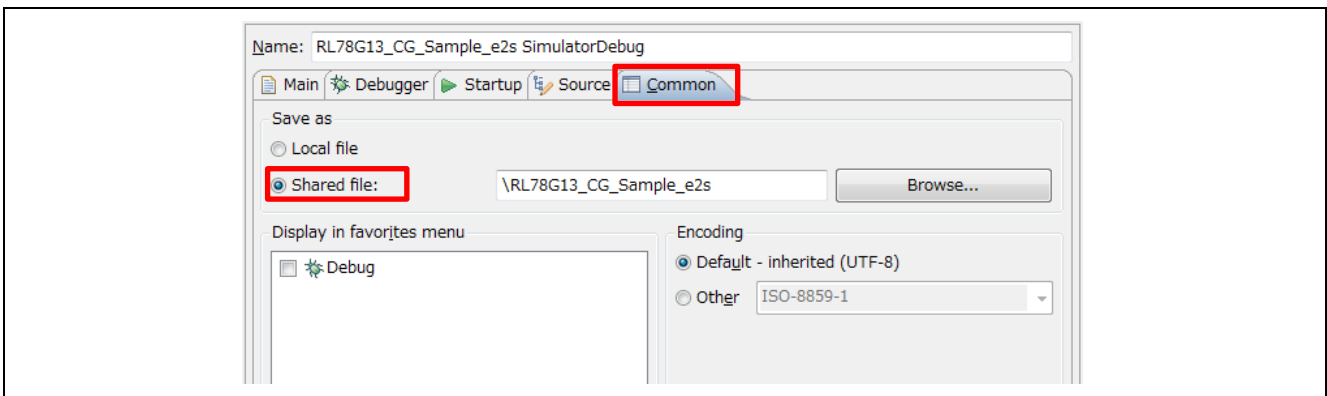 Name: RL78G13_CG_Sample_e2s SimulatorDebug
Main Debugger Startup Source Common
Save as
Local file
Shared file: \RL78G13_CG_Sample_e2s Browse...
Display in favorites menu Encoding
Debug Default - inherited (UTF-8)
Other ISO-8859-1